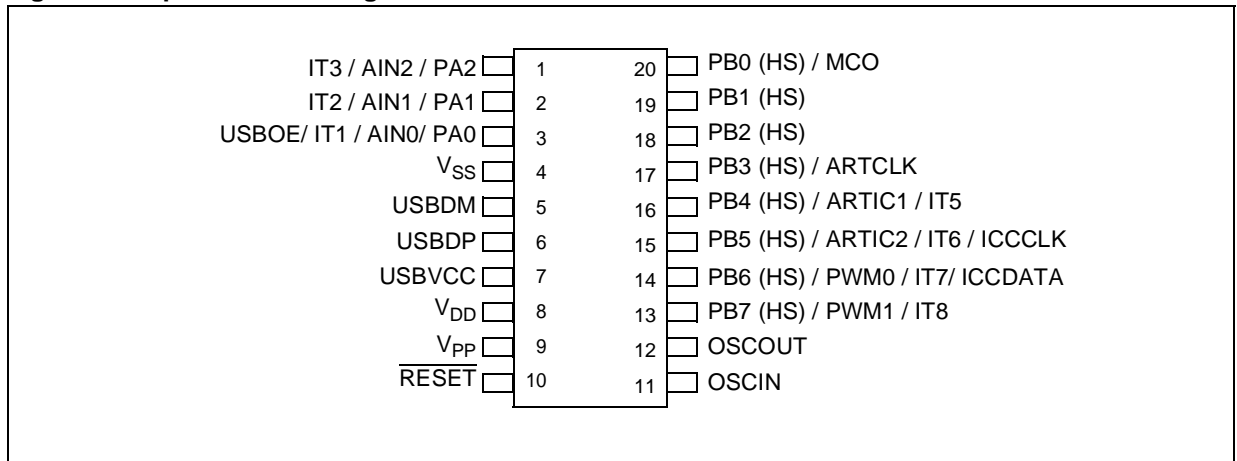 IT3 / AIN2 / PA2 1 20 PB0 (HS) / MCO
IT2 / AIN1 / PA1 2 19 PB1 (HS)
USBOE/ IT1 / AIN0/ PA0 3 18 PB2 (HS)
VSS 4 17 PB3 (HS) / ARTCLK
USBDM 5 16 PB4 (HS) / ARTIC1 / IT5
USBDP 6 15 PB5 (HS) / ARTIC2 / IT6 / ICCCLK
USBVCC 7 14 PB6 (HS) / PWM0 / IT7/ ICCDATA
VDD 8 13 PB7 (HS) / PWM1 / IT8
VPP 9 12 OSCOUT
RESET 10 11 OSCIN